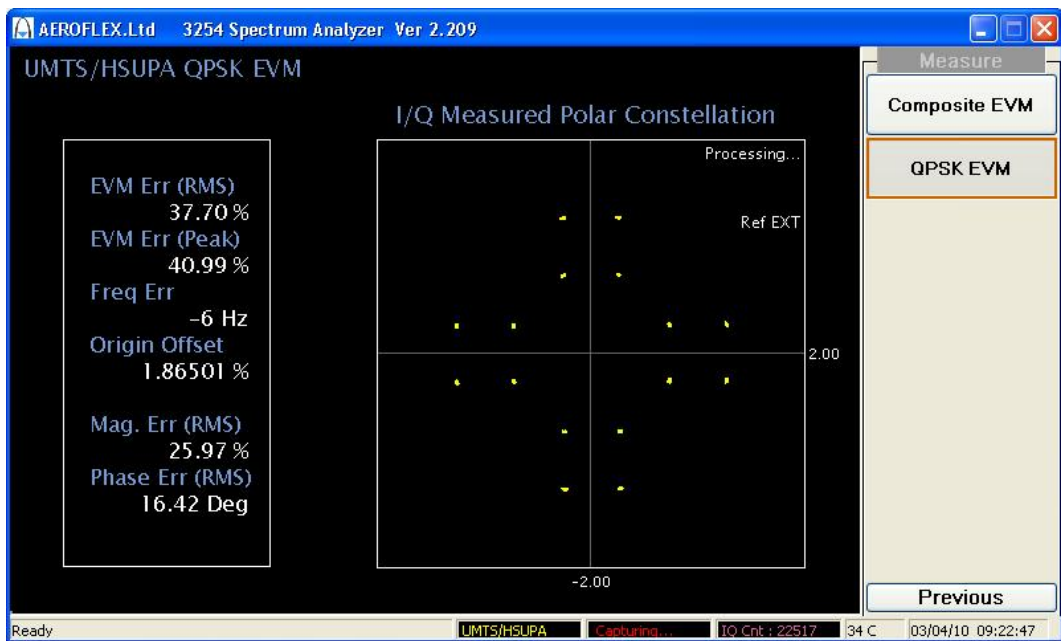 AEROFLEX.Ltd 3254 Spectrum Analyzer Ver 2.209
UMTS/HSUPA QPSK EVM
Measure
Composite EVM
QPSK EVM
I/Q Measured Polar Constellation
Processing...
Ref EXT
EVM Err (RMS)
37.70 %
EVM Err (Peak)
40.99 %
Freq Err
-6 Hz
Origin Offset
1.86501 %
Mag. Err (RMS)
25.97 %
Phase Err (RMS)
16.42 Deg
2.00
-2.00
Previous
Ready UMTS/HSUPA Capturing... IQ Cnt : 22517 34 C 03/04/10 09:22:47